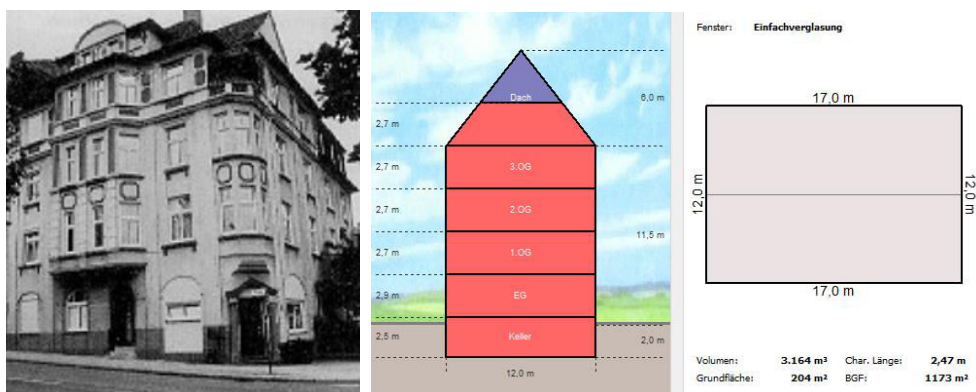 Dach
6,0 m
2,7 m
2,7 m
3.OG
2,7 m
2.OG
11,5 m
2,7 m
1.OG
2,9 m
EG
2,5 m
Keller
2,0 m
12,0 m
Fenster: Einfachverglasung
17,0 m
12,0 m
12,0 m
17,0 m
Volumen: 3.164 m³ Char. Länge: 2,47 m
Grundfläche: 204 m² BGF: 1173 m²